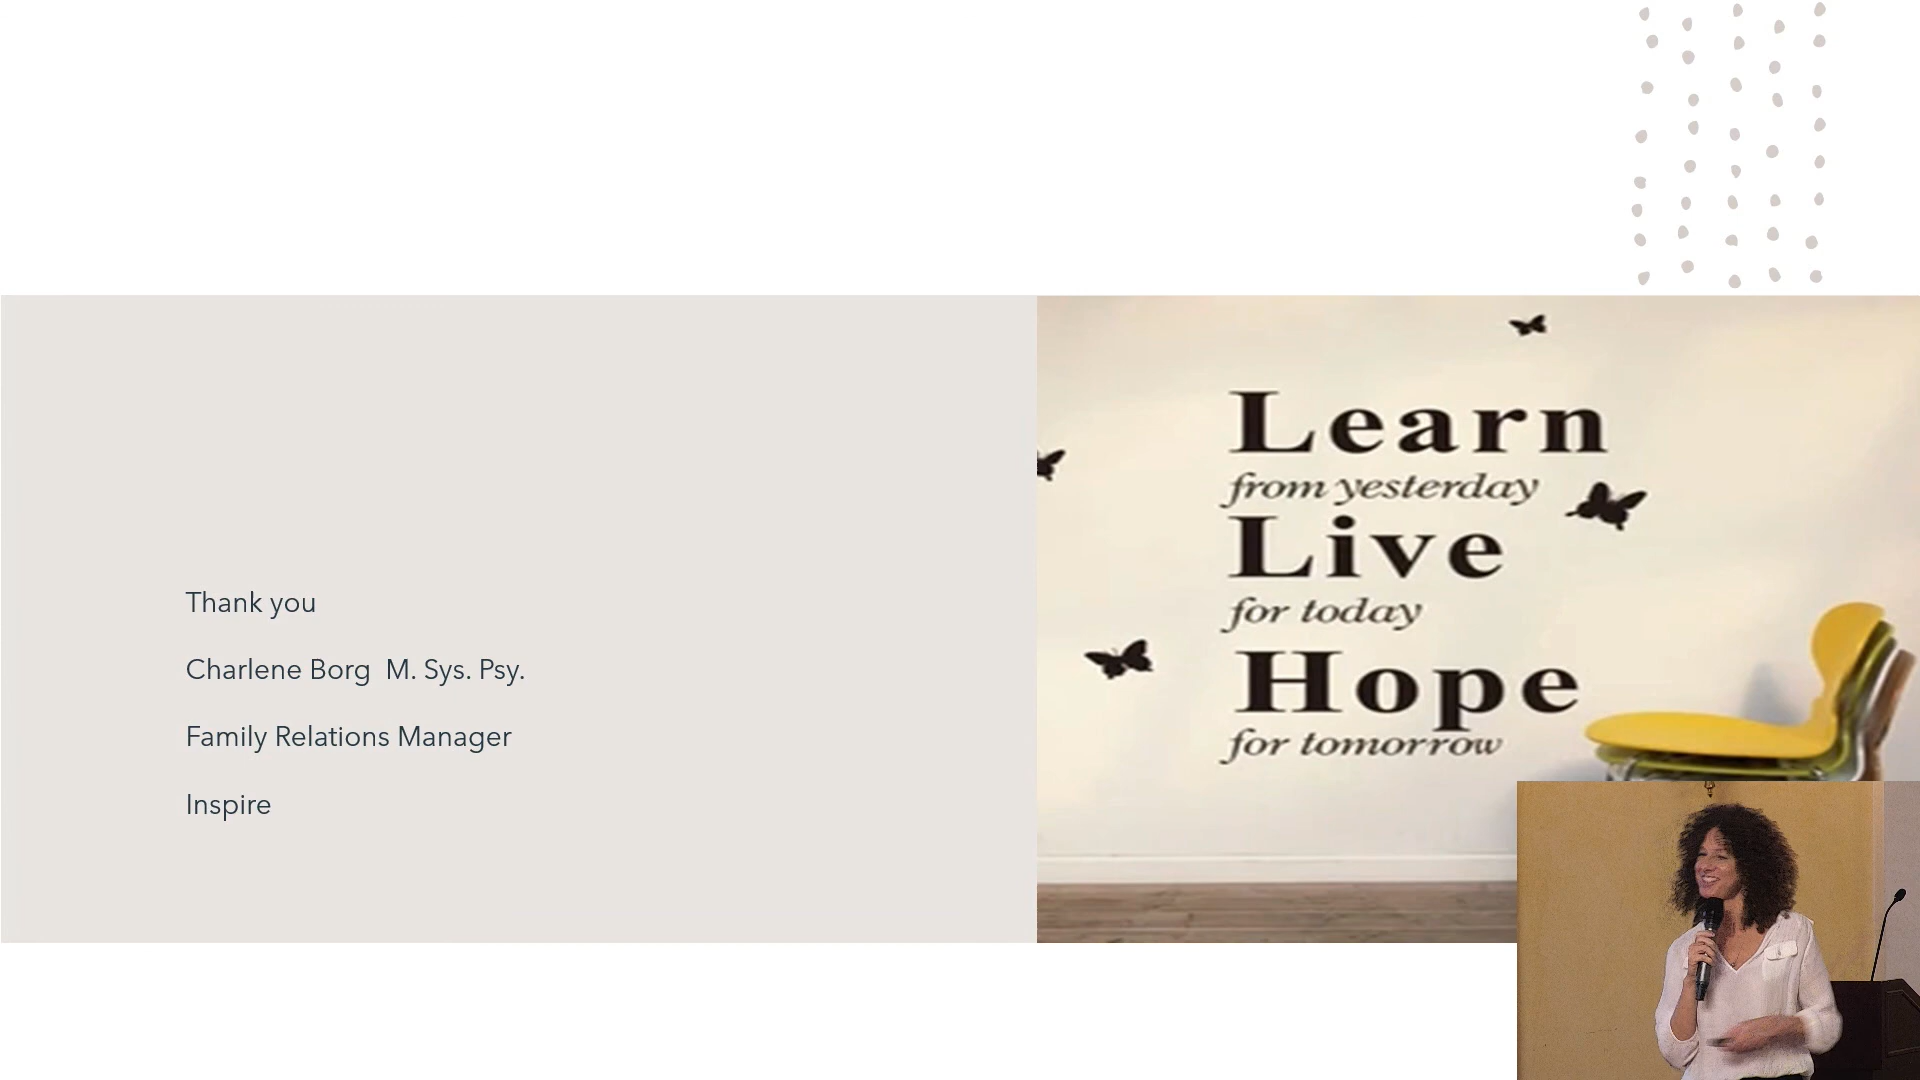 Thank you
Charlene Borg  M. Sys. Psy.
Family Relations Manager
Inspire
Learn
from yesterday
Live
for today
Hope
for tomorrow